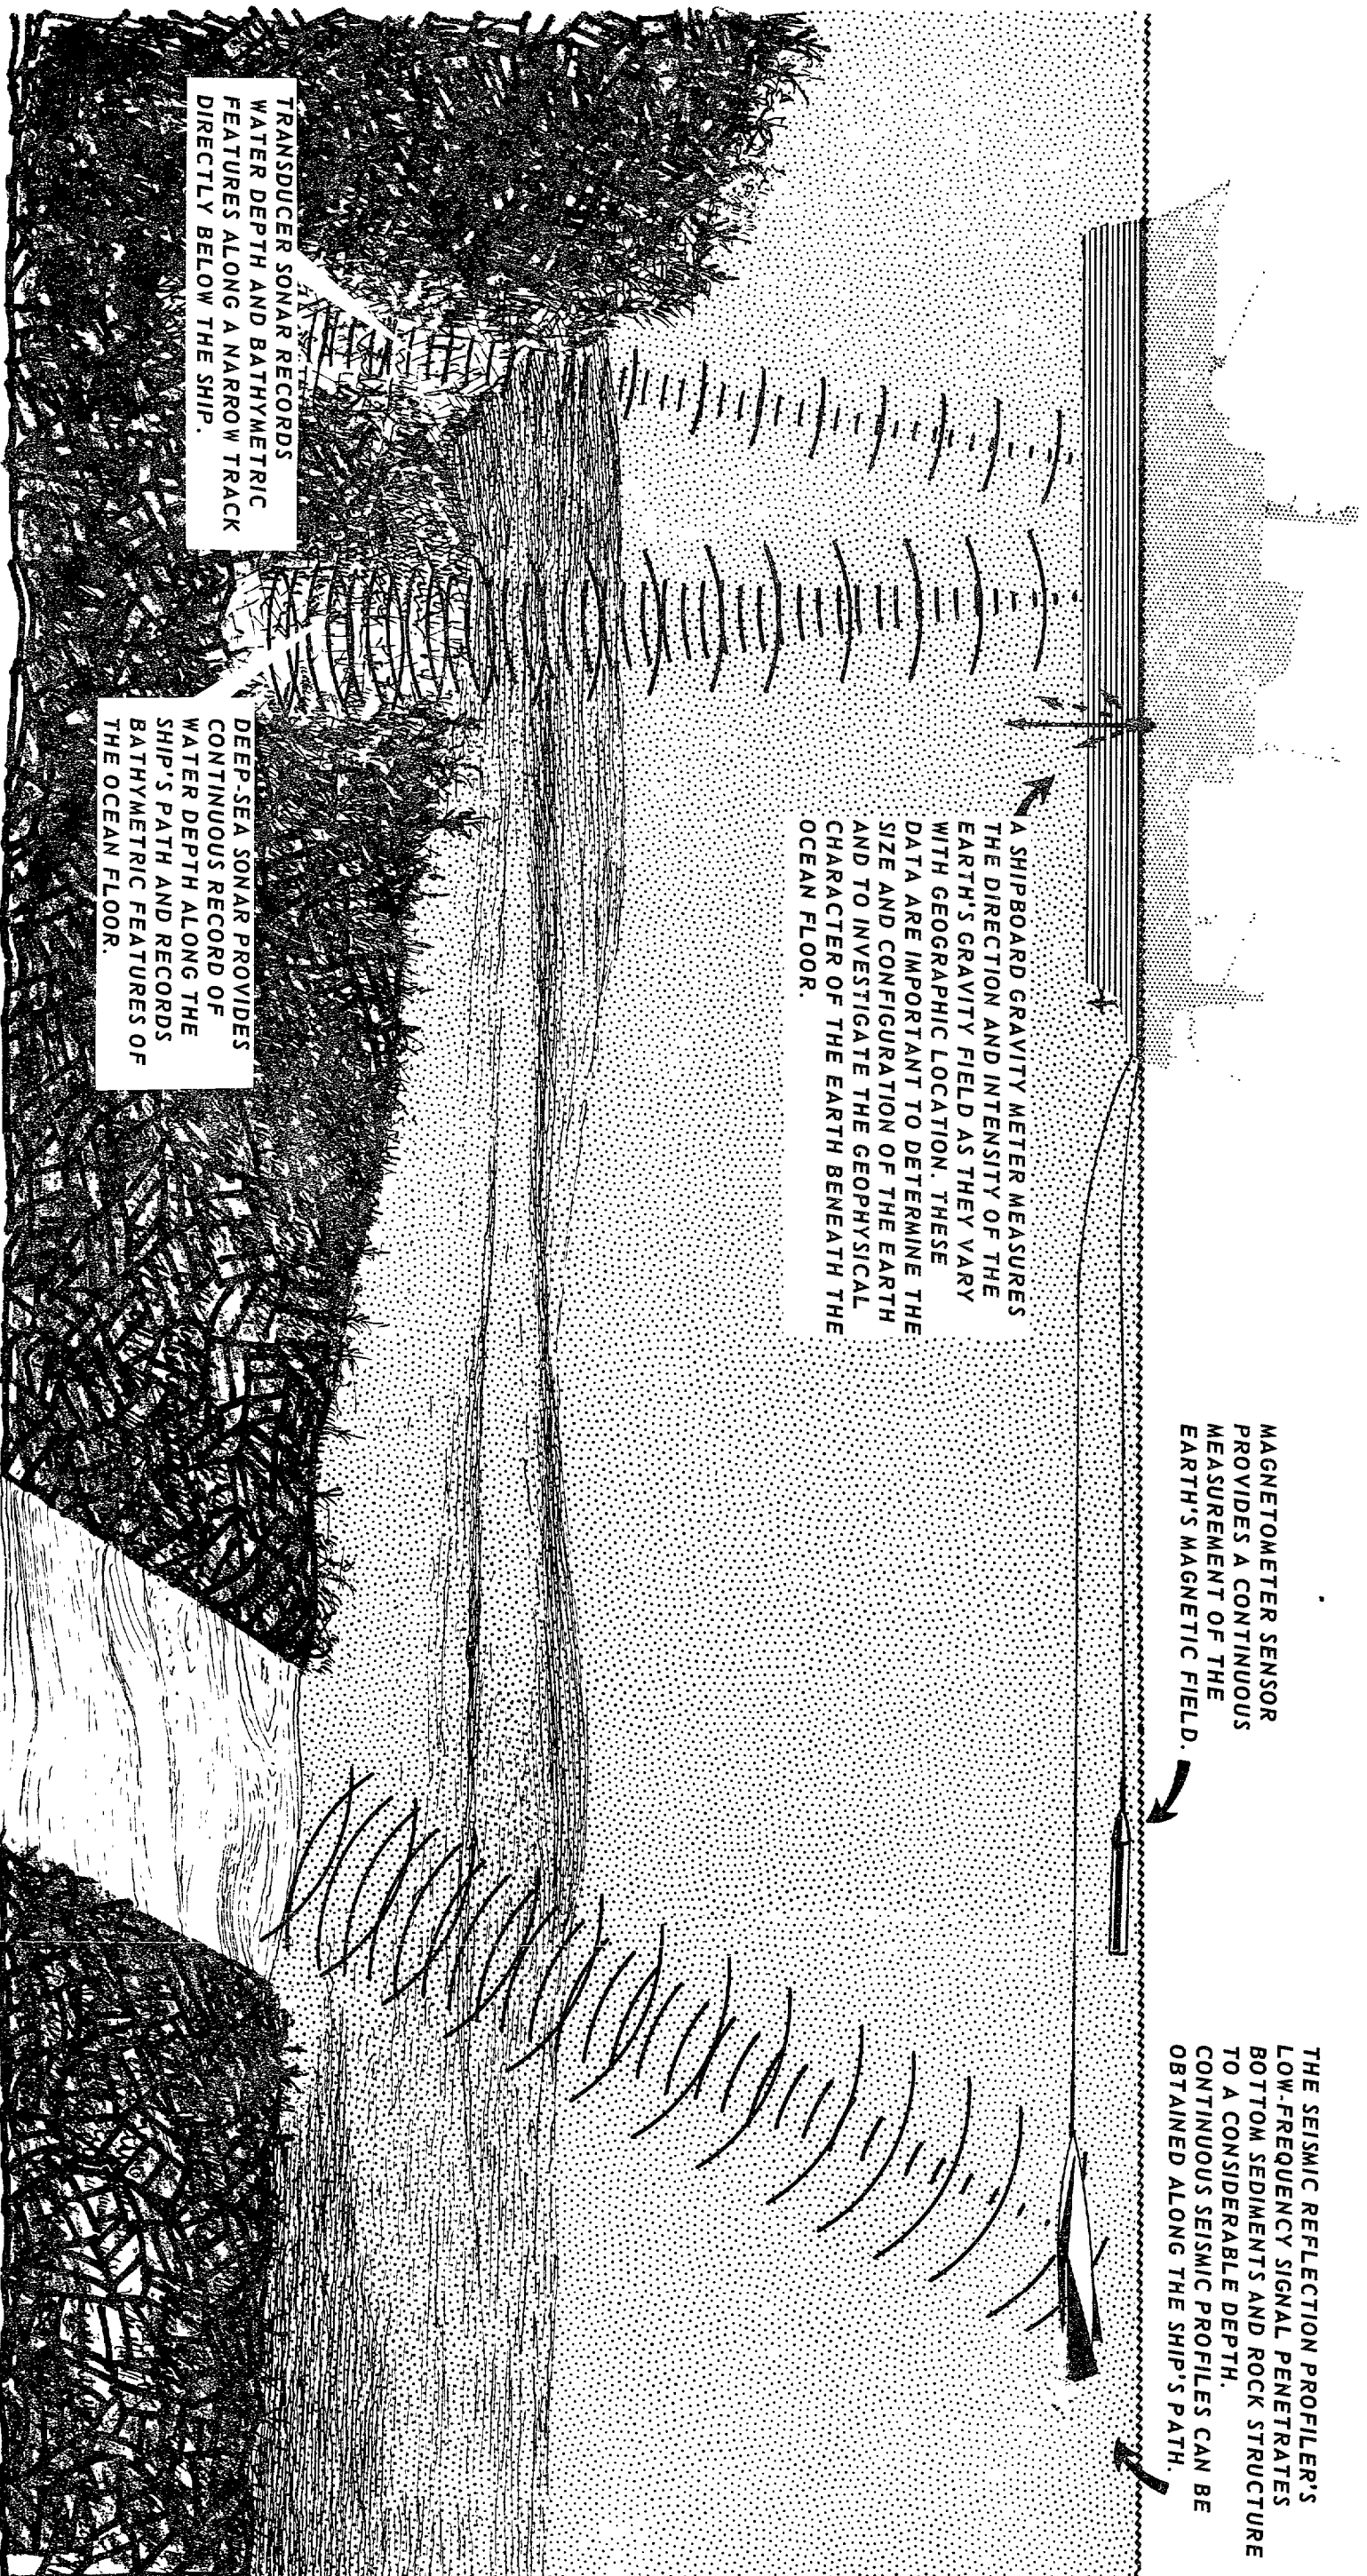 MAGNETOMETER SENSOR
PROVIDES A CONTINUOUS
MEASUREMENT OF THE
EARTH'S MAGNETIC FIELD.
THE SEISMIC REFLECTION PROFILER'S
LOW-FREQUENCY SIGNAL PENETRATES
BOTTOM SEDIMENTS AND ROCK STRUCTURE
TO A CONSIDERABLE DEPTH.
CONTINUOUS SEISMIC PROFILES CAN BE
OBTAINED ALONG THE SHIP'S PATH.
A SHIPBOARD GRAVITY METER MEASURES
THE DIRECTION AND INTENSITY OF THE
EARTH'S GRAVITY FIELD AS THEY VARY
WITH GEOGRAPHIC LOCATION. THESE
DATA ARE IMPORTANT TO DETERMINE THE
SIZE AND CONFIGURATION OF THE EARTH
AND TO INVESTIGATE THE GEOPHYSICAL
CHARACTER OF THE EARTH BENEATH THE
OCEAN FLOOR.
TRANSDUCER SONAR RECORDS
WATER DEPTH AND BATHYMETRIC
FEATURES ALONG A NARROW TRACK
DIRECTLY BELOW THE SHIP.
DEEP-SEA SONAR PROVIDES
CONTINUOUS RECORD OF
WATER DEPTH ALONG THE
SHIP'S PATH AND RECORDS
BATHYMETRIC FEATURES OF
THE OCEAN FLOOR.